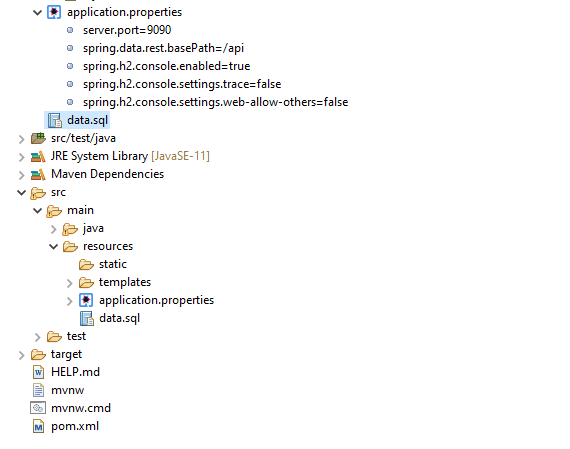 application.properties
server.port=9090
spring.data.rest.basePath=/api
spring.h2.console.enabled=true
spring.h2.console.settings.trace=false
spring.h2.console.settings.web-allow-others=false
data.sql
src/test/java
JRE System Library [JavaSE-11]
Maven Dependencies
src
main
java
resources
static
templates
application.properties
data.sql
test
target
HELP.md
mvnw
mvnw.cmd
pom.xml